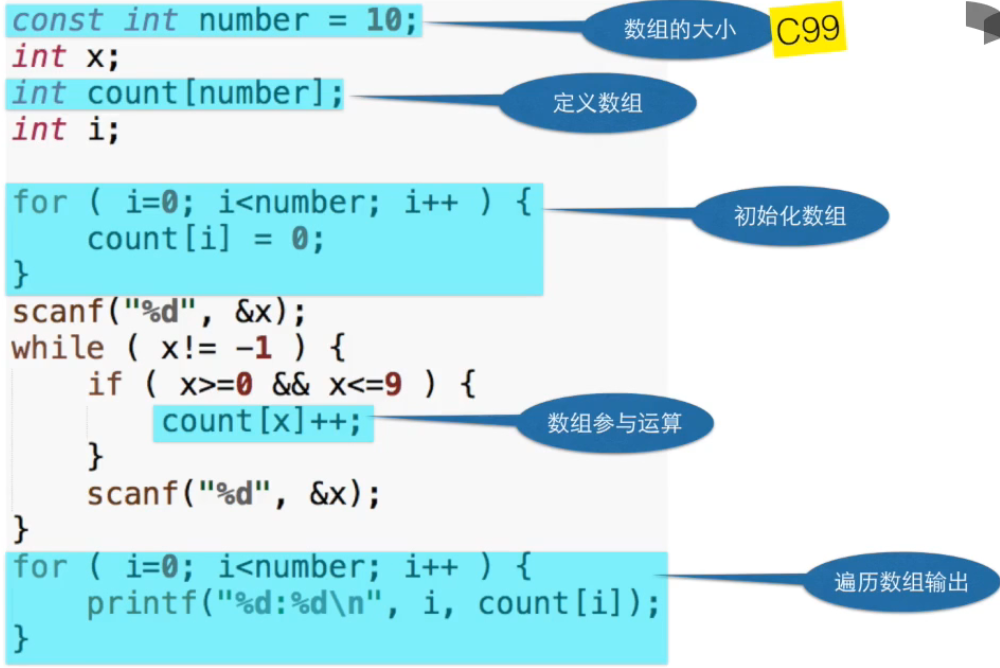 const int number = 10;
数组的大小
C99
int x;
int count[number];
定义数组
int i;
for ( i=0; i<number; i++ ) {
初始化数组
count[i] = 0;
}
scanf("%d", &x);
while ( x!= -1 ) {
if ( x>=0 && x<=9 ) {
count[x]++;
数组参与运算
}
scanf("%d", &x);
}
for ( i=0; i<number; i++ ) {
遍历数组输出
printf("%d:%d\n", i, count[i]);
}